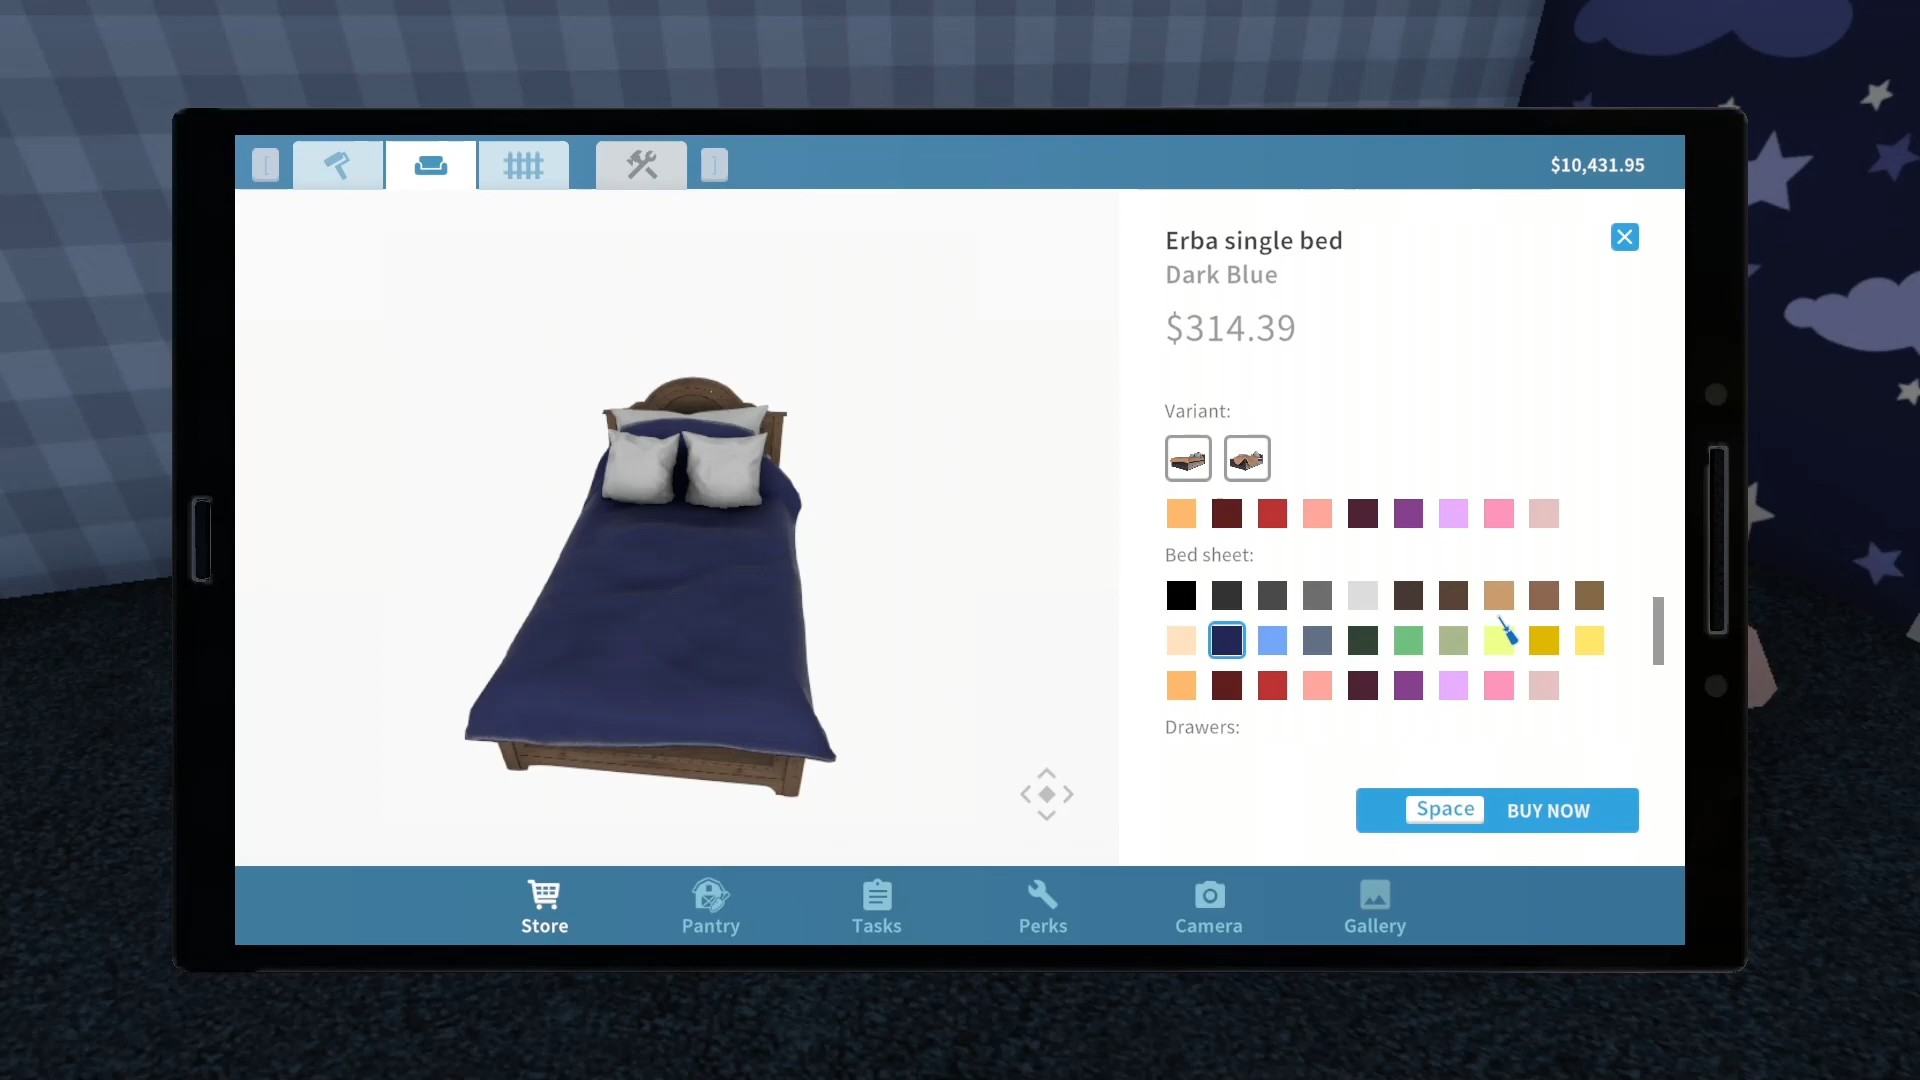 [
]
$10,431.95
Erba single bed
Dark Blue
$314.39
Variant:
Bed sheet:
Drawers:
Space BUY NOW
Store
Pantry
Tasks
Perks
Camera
Gallery